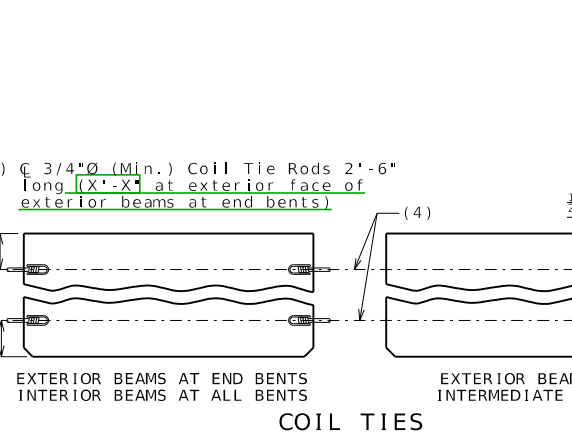 ) ℄ 3/4"Ø (Min.) Coil Tie Rods 2'-6"
long (X'-X" at exterior face of
exterior beams at end bents)
(4)
EXTERIOR BEAMS AT END BENTS
INTERIOR BEAMS AT ALL BENTS
EXTERIOR BEA
INTERMEDIATE
COIL TIES